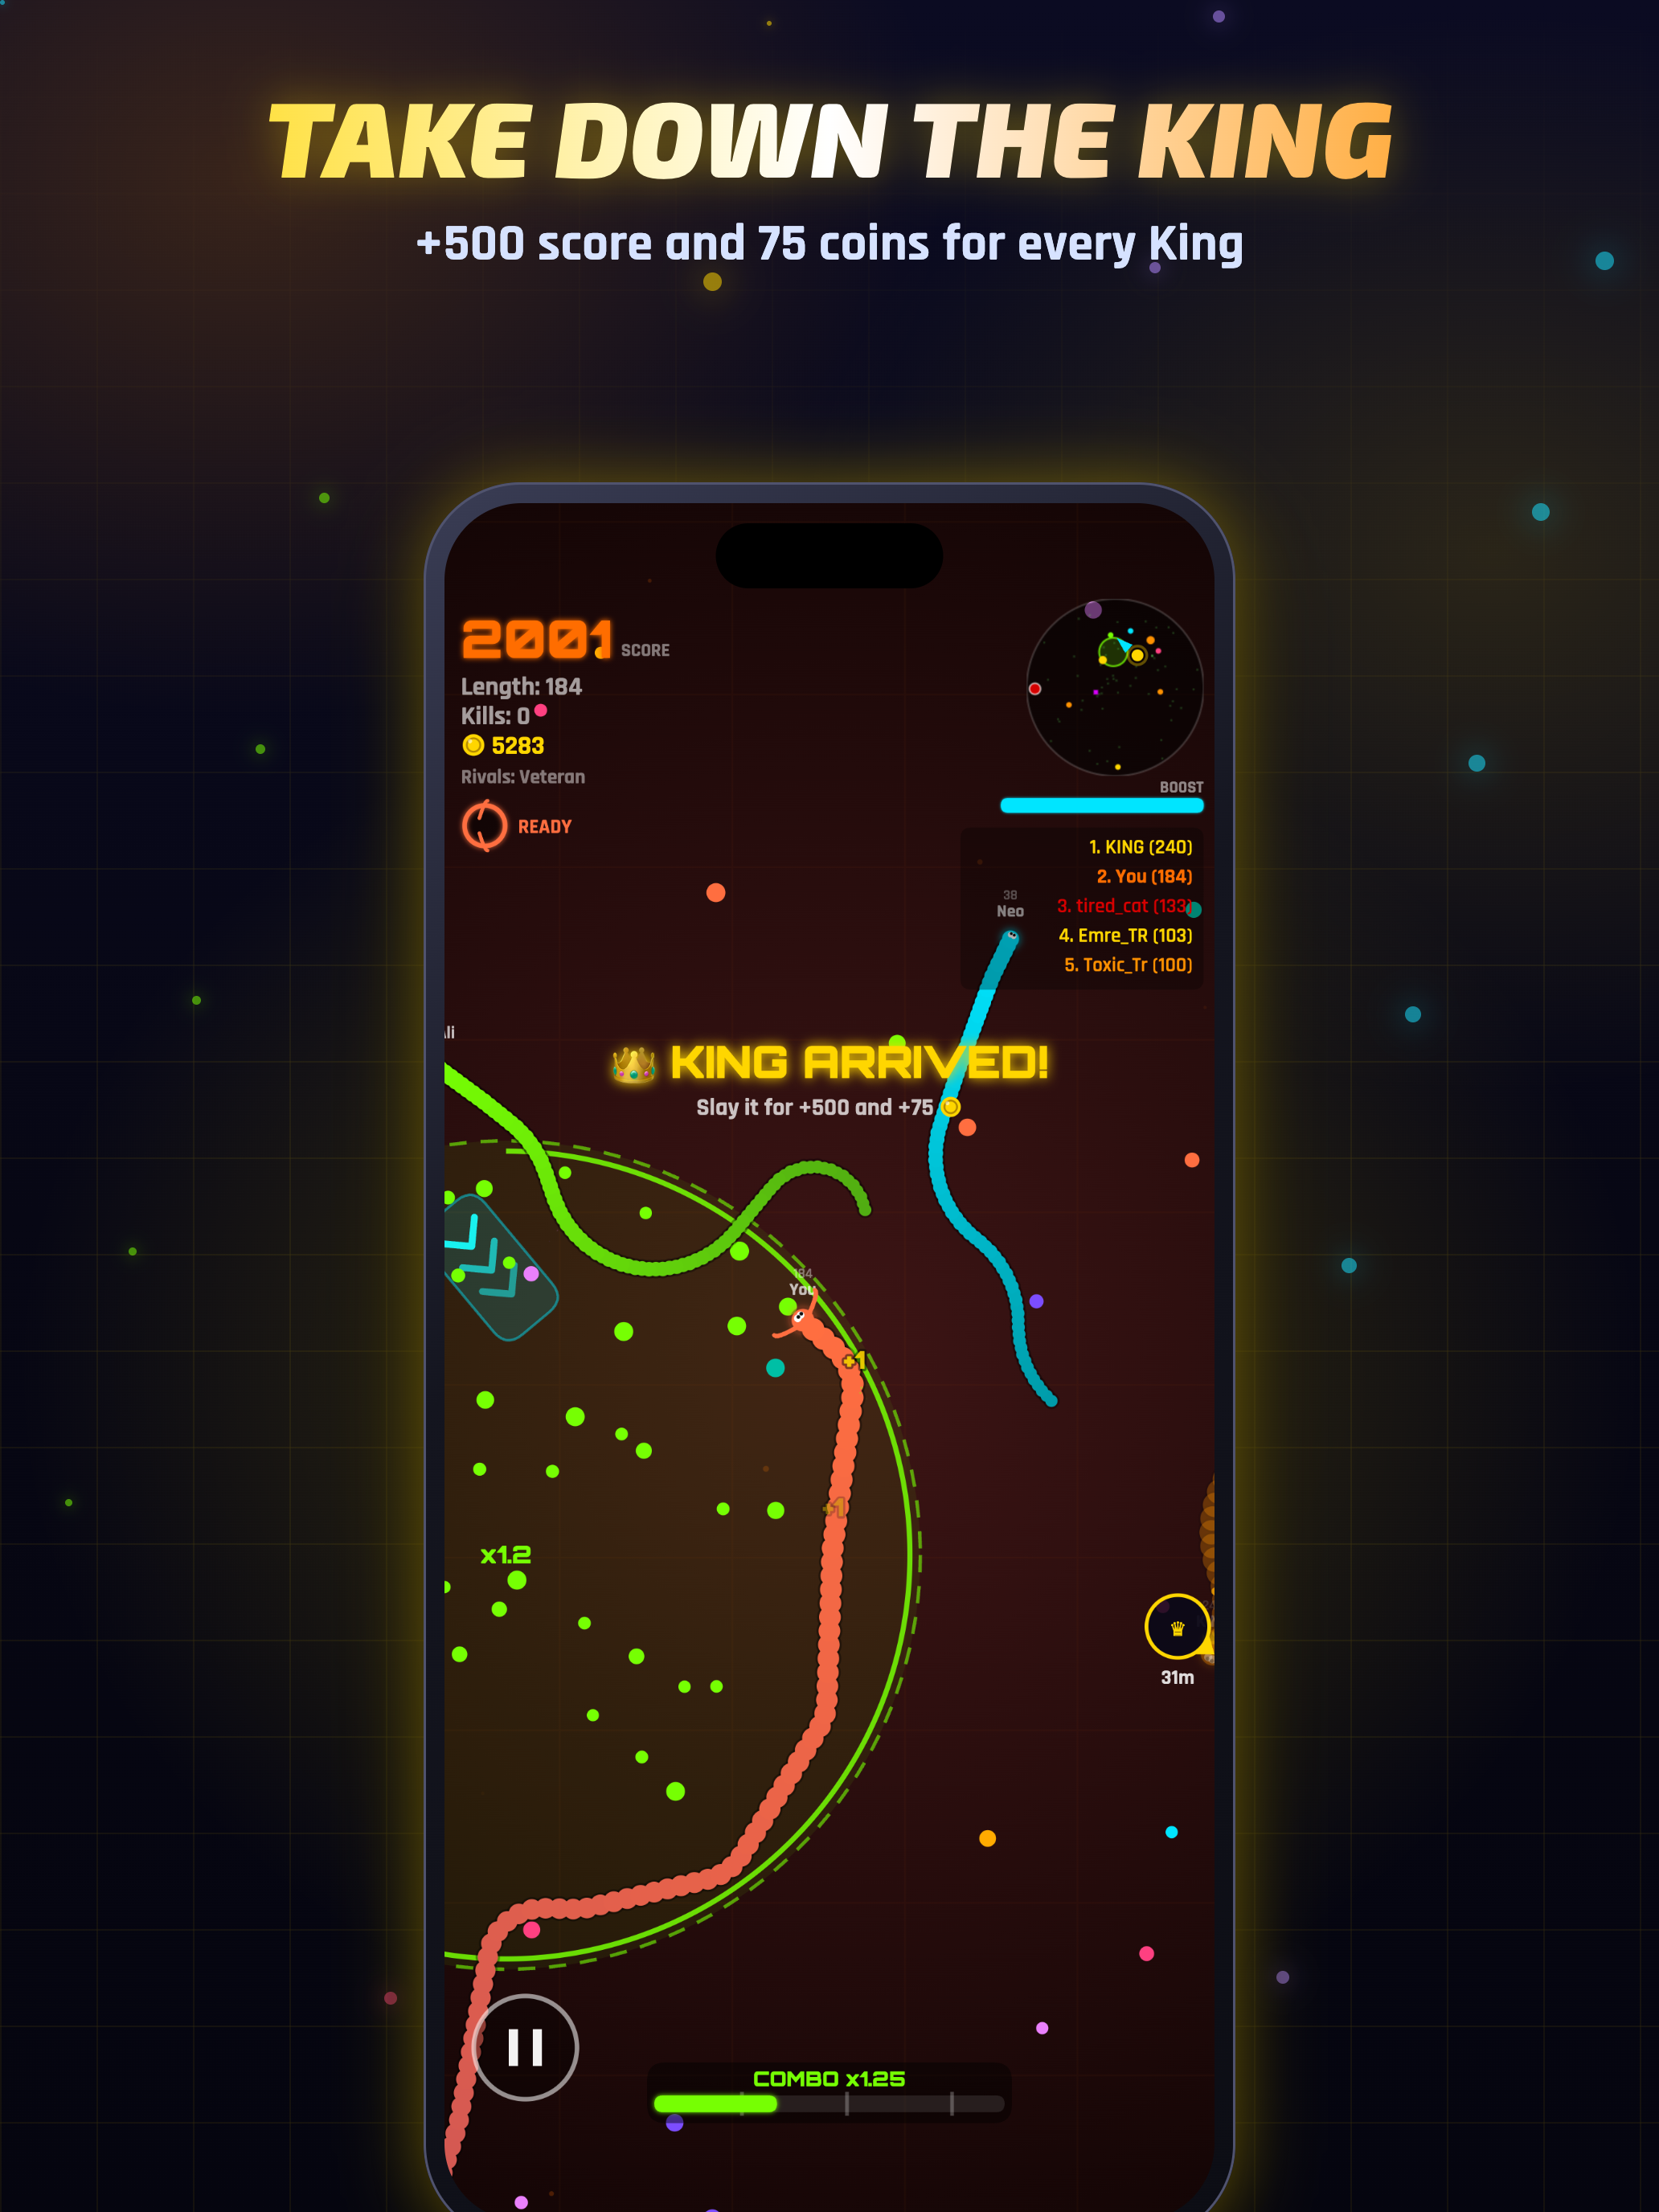 TAKE DOWN THE KING
+500 score and 75 coins for every King
2001 SCORE
Length: 184
Kills: 0
5283
Rivals: Veteran
READY
BOOST
1. KING (240)
2. You (184)
3. tired_cat (133)
4. Emre_TR (103)
5. Toxic_Tr (100)
38
Neo
KING ARRIVED!
Slay it for +500 and +75
184
You
+1
+1
x1.2
31m
COMBO x1.25